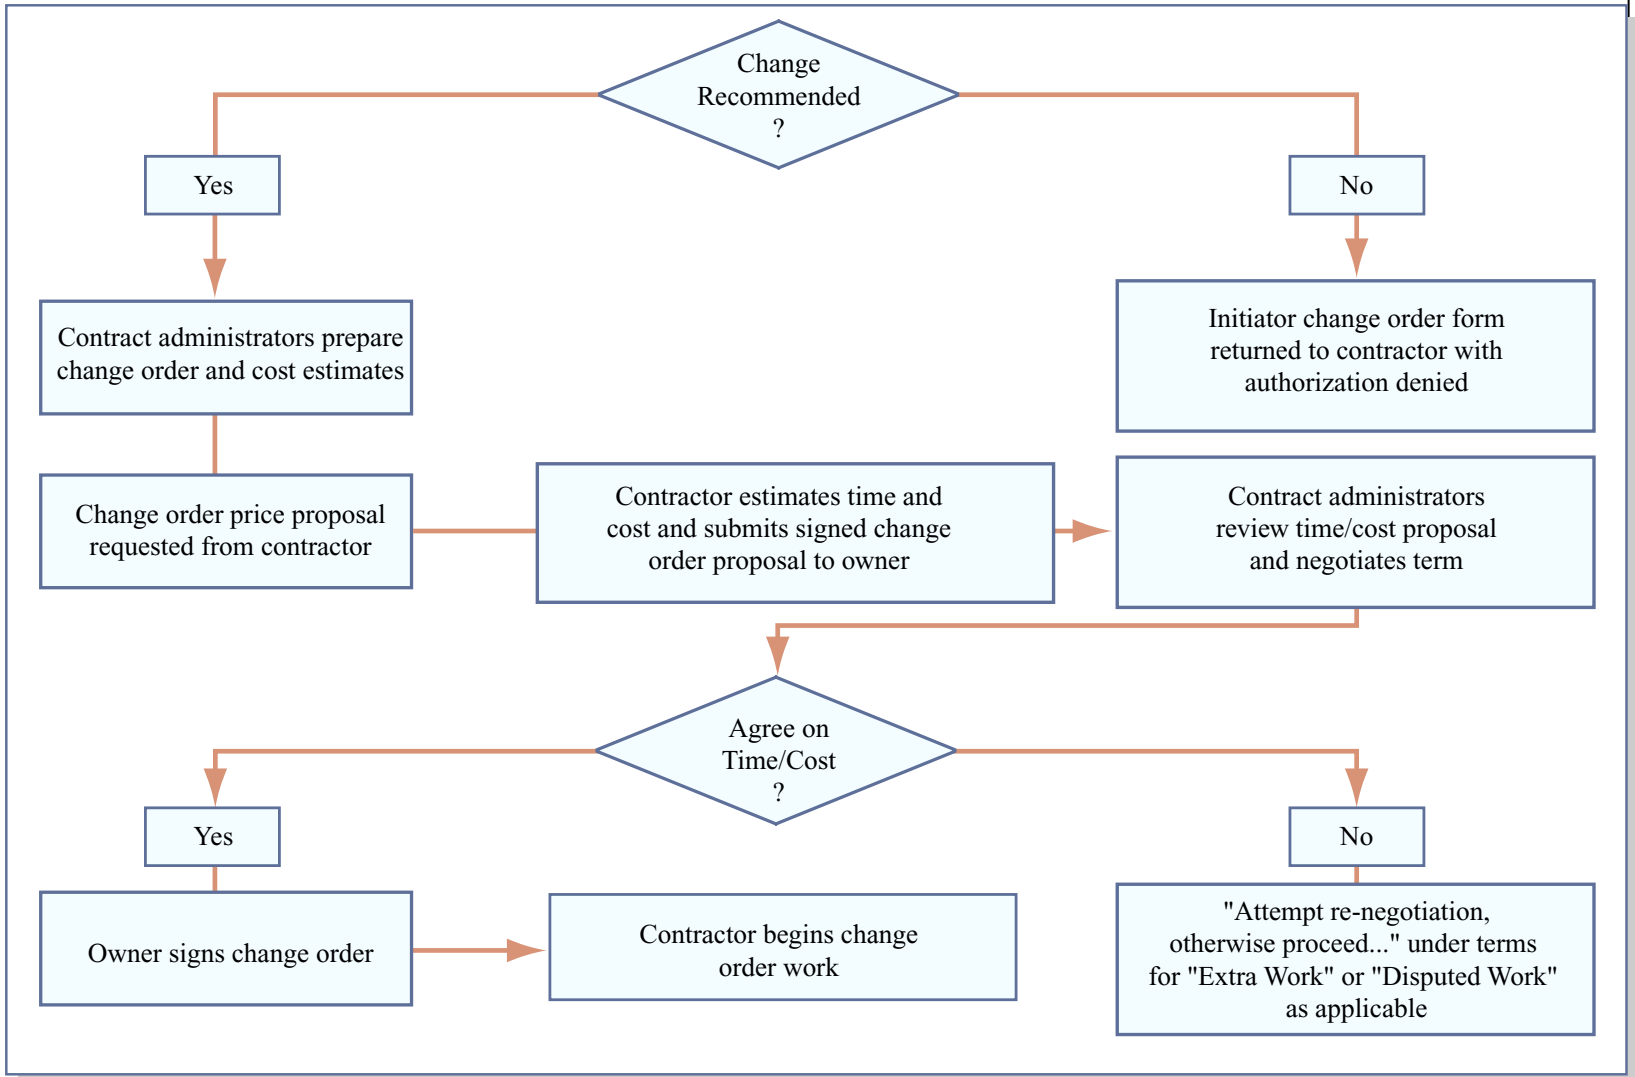 Change
Recommended
?
Yes
No
Contract administrators prepare
change order and cost estimates
Initiator change order form
returned to contractor with
authorization denied
Change order price proposal
requested from contractor
Contractor estimates time and
cost and submits signed change
order proposal to owner
Contract administrators
review time/cost proposal
and negotiates term
Agree on
Time/Cost
?
Yes
No
Owner signs change order
Contractor begins change
order work
"Attempt re-negotiation,
otherwise proceed..." under terms
for "Extra Work" or "Disputed Work"
as applicable